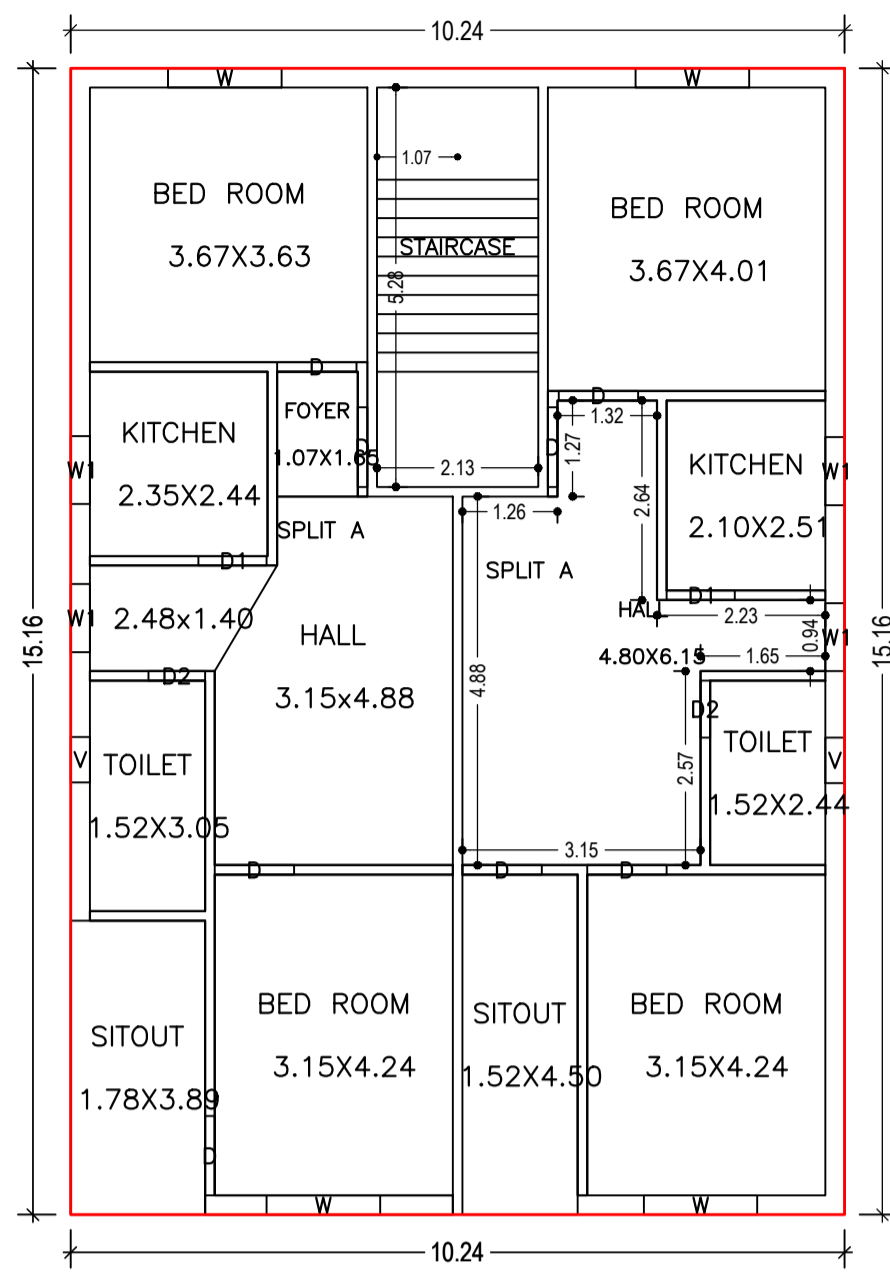 10.24
W
W
1.07
BED ROOM
BED ROOM
STAIRCASE
3.67X3.63
3.67X4.01
5.28
D
D
FOYER
1.32
KITCHEN
1.07X1.65
D
2.13
D
1.27
KITCHEN
W1
W1
2.35X2.44
2.64
2.10X2.51
1.26
SPLIT A
D1
SPLIT A
D1
W1
2.48x1.40
HALL
HALL
2.23
0.94
W1
15.16
15.16
4.80X6.15
1.65
D2
3.15x4.88
4.88
D2
V
TOILET
2.57
TOILET
V
1.52X3.05
1.52X2.44
3.15
D
D
D
BED ROOM
SITOUT
BED ROOM
SITOUT
3.15X4.24
1.52X4.50
3.15X4.24
1.78X3.89
D
W
W
10.24